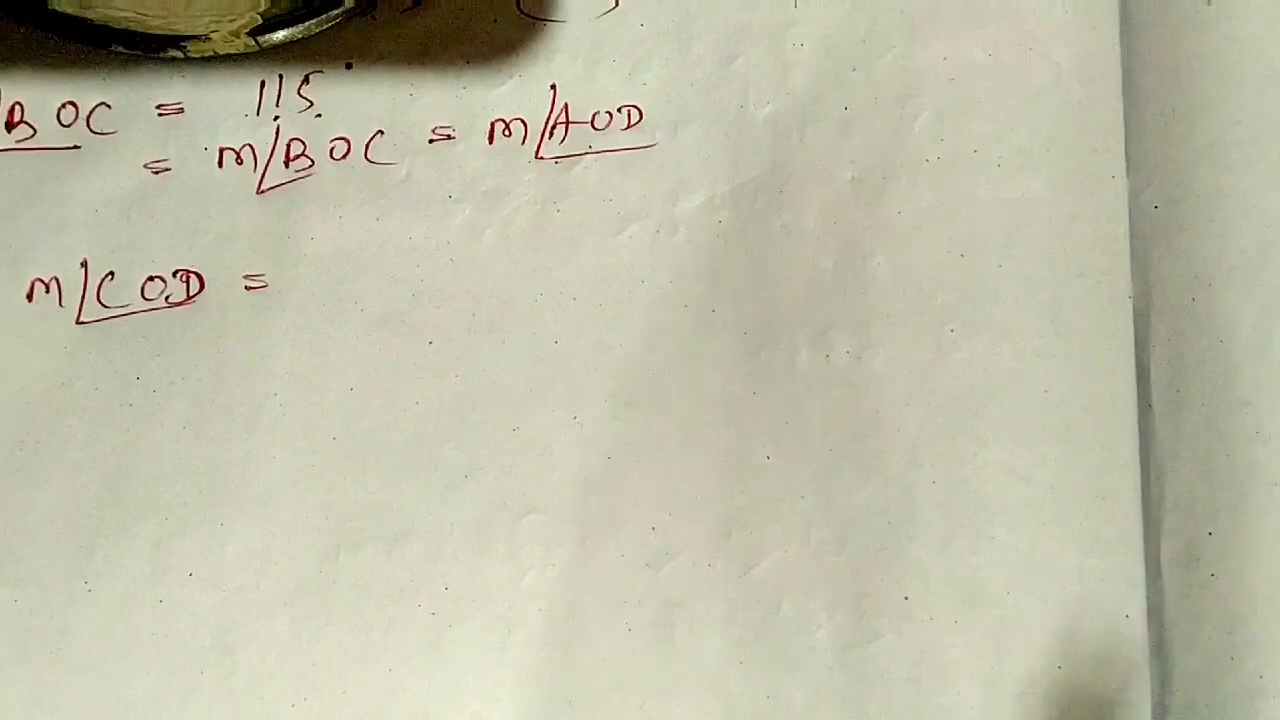 BOC = 115°
= m∠BOC = m∠AOD
m∠COD =